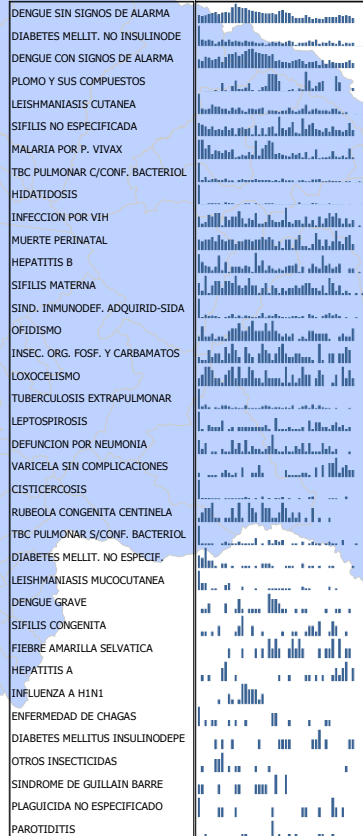 DENGUE SIN SIGNOS DE ALARMA
DIABETES MELLIT. NO INSULINODE
DENGUE CON SIGNOS DE ALARMA
PLOMO Y SUS COMPUESTOS
LEISHMANIASIS CUTANEA
SIFILIS NO ESPECIFICADA
MALARIA POR P. VIVAX
TBC PULMONAR C/CONF. BACTERIOL
HIDATIDOSIS
INFECCION POR VIH
MUERTE PERINATAL
HEPATITIS B
SIFILIS MATERNA
SIND. INMUNODEF. ADQUIRID-SIDA
OFIDISMO
INSEC. ORG. FOSF. Y CARBAMATOS
LOXOCELISMO
TUBERCULOSIS EXTRAPULMONAR
LEPTOSPIROSIS
DEFUNCION POR NEUMONIA
VARICELA SIN COMPLICACIONES
CISTICERCOSIS
RUBEOLA CONGENITA CENTINELA
TBC PULMONAR S/CONF. BACTERIOL
DIABETES MELLIT. NO ESPECIF.
LEISHMANIASIS MUCOCUTANEA
DENGUE GRAVE
SIFILIS CONGENITA
FIEBRE AMARILLA SELVATICA
HEPATITIS A
INFLUENZA A H1N1
ENFERMEDAD DE CHAGAS
DIABETES MELLITUS INSULINODEPE
OTROS INSECTICIDAS
SINDROME DE GUILLAIN BARRE
PLAGUICIDA NO ESPECIFICADO
PAROTIDITIS